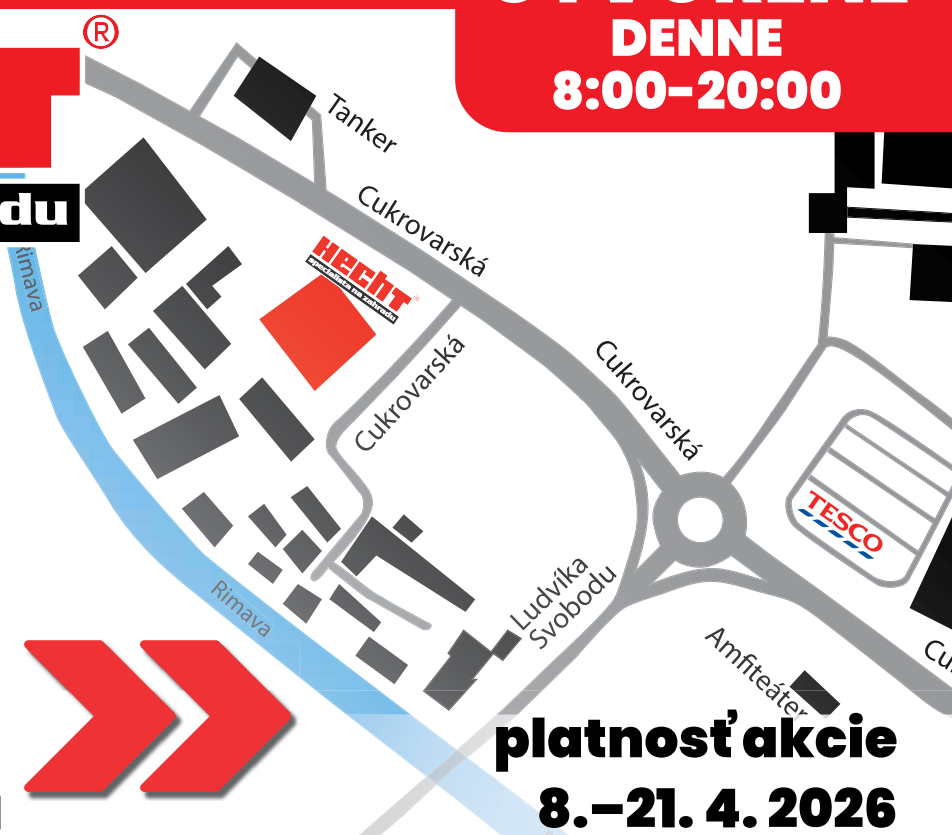 DENNE
8:00–20:00
®
Tanker
du
Cukrovarská
Rimava
HECHT
®
specialista na zahradu
Cukrovarská
Cukrovarská
TESCO
Rimava
Ludvíka
Svobodu
Amfiteáter
platnosť akcie
8.–21. 4. 2026